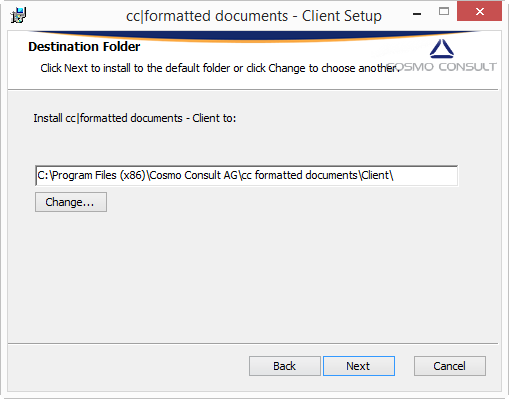 cc|formatted documents - Client Setup
Destination Folder
Click Next to install to the default folder or click Change to choose another.
COSMO CONSULT
Install cc|formatted documents - Client to:
C:\Program Files (x86)\Cosmo Consult AG\cc formatted documents\Client\
Change...
Back Next Cancel